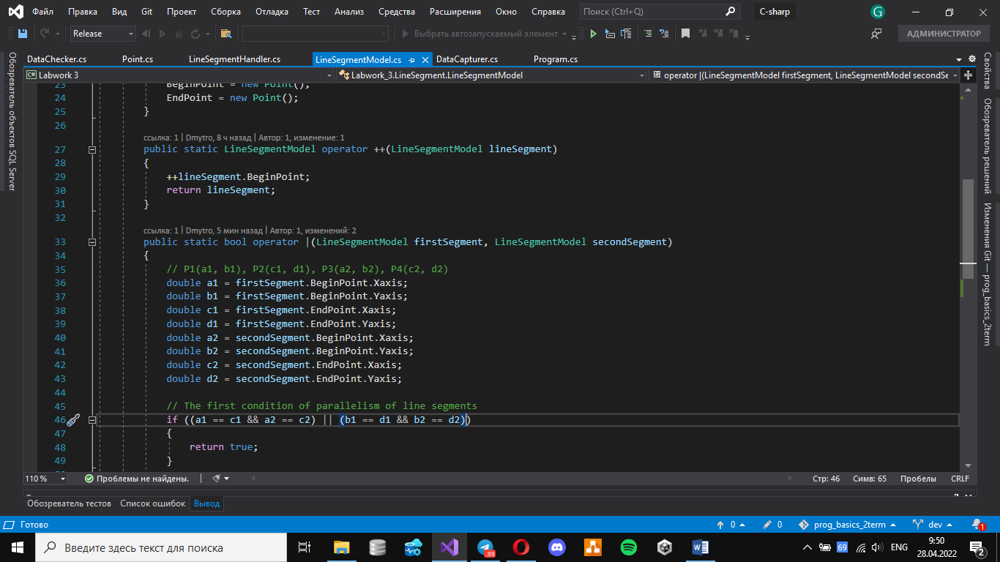 Файл Правка Вид Git Проект Сборка Отладка Тест Анализ Средства Расширения Окно Справка Поиск (Ctrl+Q) C-sharp G
Release Выбрать автозапускаемый элемент АДМИНИСТРАТОР
DataChecker.cs Point.cs LineSegmentHandler.cs LineSegmentModel.cs DataCapturer.cs Program.cs
C# Labwork 3 Labwork_3.LineSegment.LineSegmentModel operator |(LineSegmentModel firstSegment, LineSegmentModel secondSe
Обозреватель объектов SQL Server
23 BeginPoint = new Point();
24 EndPoint = new Point();
25 }
26
ссылка: 1 | Dmytro, 8 ч назад | Автор: 1, изменение: 1
27 public static LineSegmentModel operator ++(LineSegmentModel lineSegment)
28 {
29 ++lineSegment.BeginPoint;
30 return lineSegment;
31 }
32
ссылка: 1 | Dmytro, 5 мин назад | Автор: 1, изменений: 2
33 public static bool operator |(LineSegmentModel firstSegment, LineSegmentModel secondSegment)
34 {
35 // P1(a1, b1), P2(c1, d1), P3(a2, b2), P4(c2, d2)
36 double a1 = firstSegment.BeginPoint.Xaxis;
37 double b1 = firstSegment.BeginPoint.Yaxis;
38 double c1 = firstSegment.EndPoint.Xaxis;
39 double d1 = firstSegment.EndPoint.Yaxis;
40 double a2 = secondSegment.BeginPoint.Xaxis;
41 double b2 = secondSegment.BeginPoint.Yaxis;
42 double c2 = secondSegment.EndPoint.Xaxis;
43 double d2 = secondSegment.EndPoint.Yaxis;
44
45 // The first condition of parallelism of line segments
46 if ((a1 == c1 && a2 == c2) || (b1 == d1 && b2 == d2))
47 {
48 return true;
49 }
Свойства
Обозреватель решений
Изменения Git — prog_basics_2term
110 % Проблемы не найдены. Стр: 46 Симв: 65 Пробелы CRLF
Обозреватель тестов Список ошибок Вывод
Готово 0 0 prog_basics_2term dev 1
Введите здесь текст для поиска 99 69 ENG 9:50
28.04.2022 2